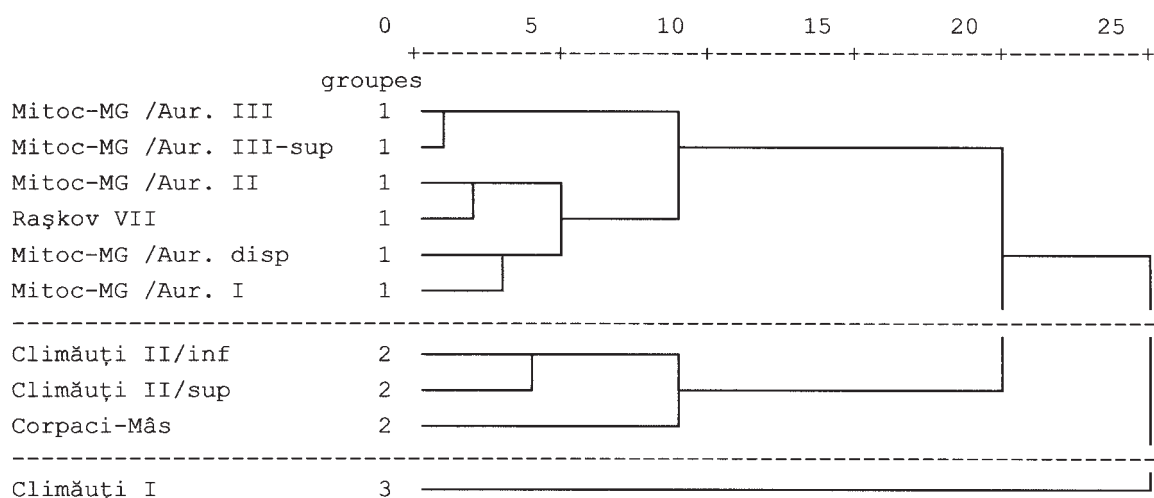 0 5 10 15 20 25
groupes
Mitoc-MG /Aur. III 1
Mitoc-MG /Aur. III-sup 1
Mitoc-MG /Aur. II 1
Raşkov VII 1
Mitoc-MG /Aur. disp 1
Mitoc-MG /Aur. I 1
Climăuţi II/inf 2
Climăuţi II/sup 2
Corpaci-Mâs 2
Climăuţi I 3